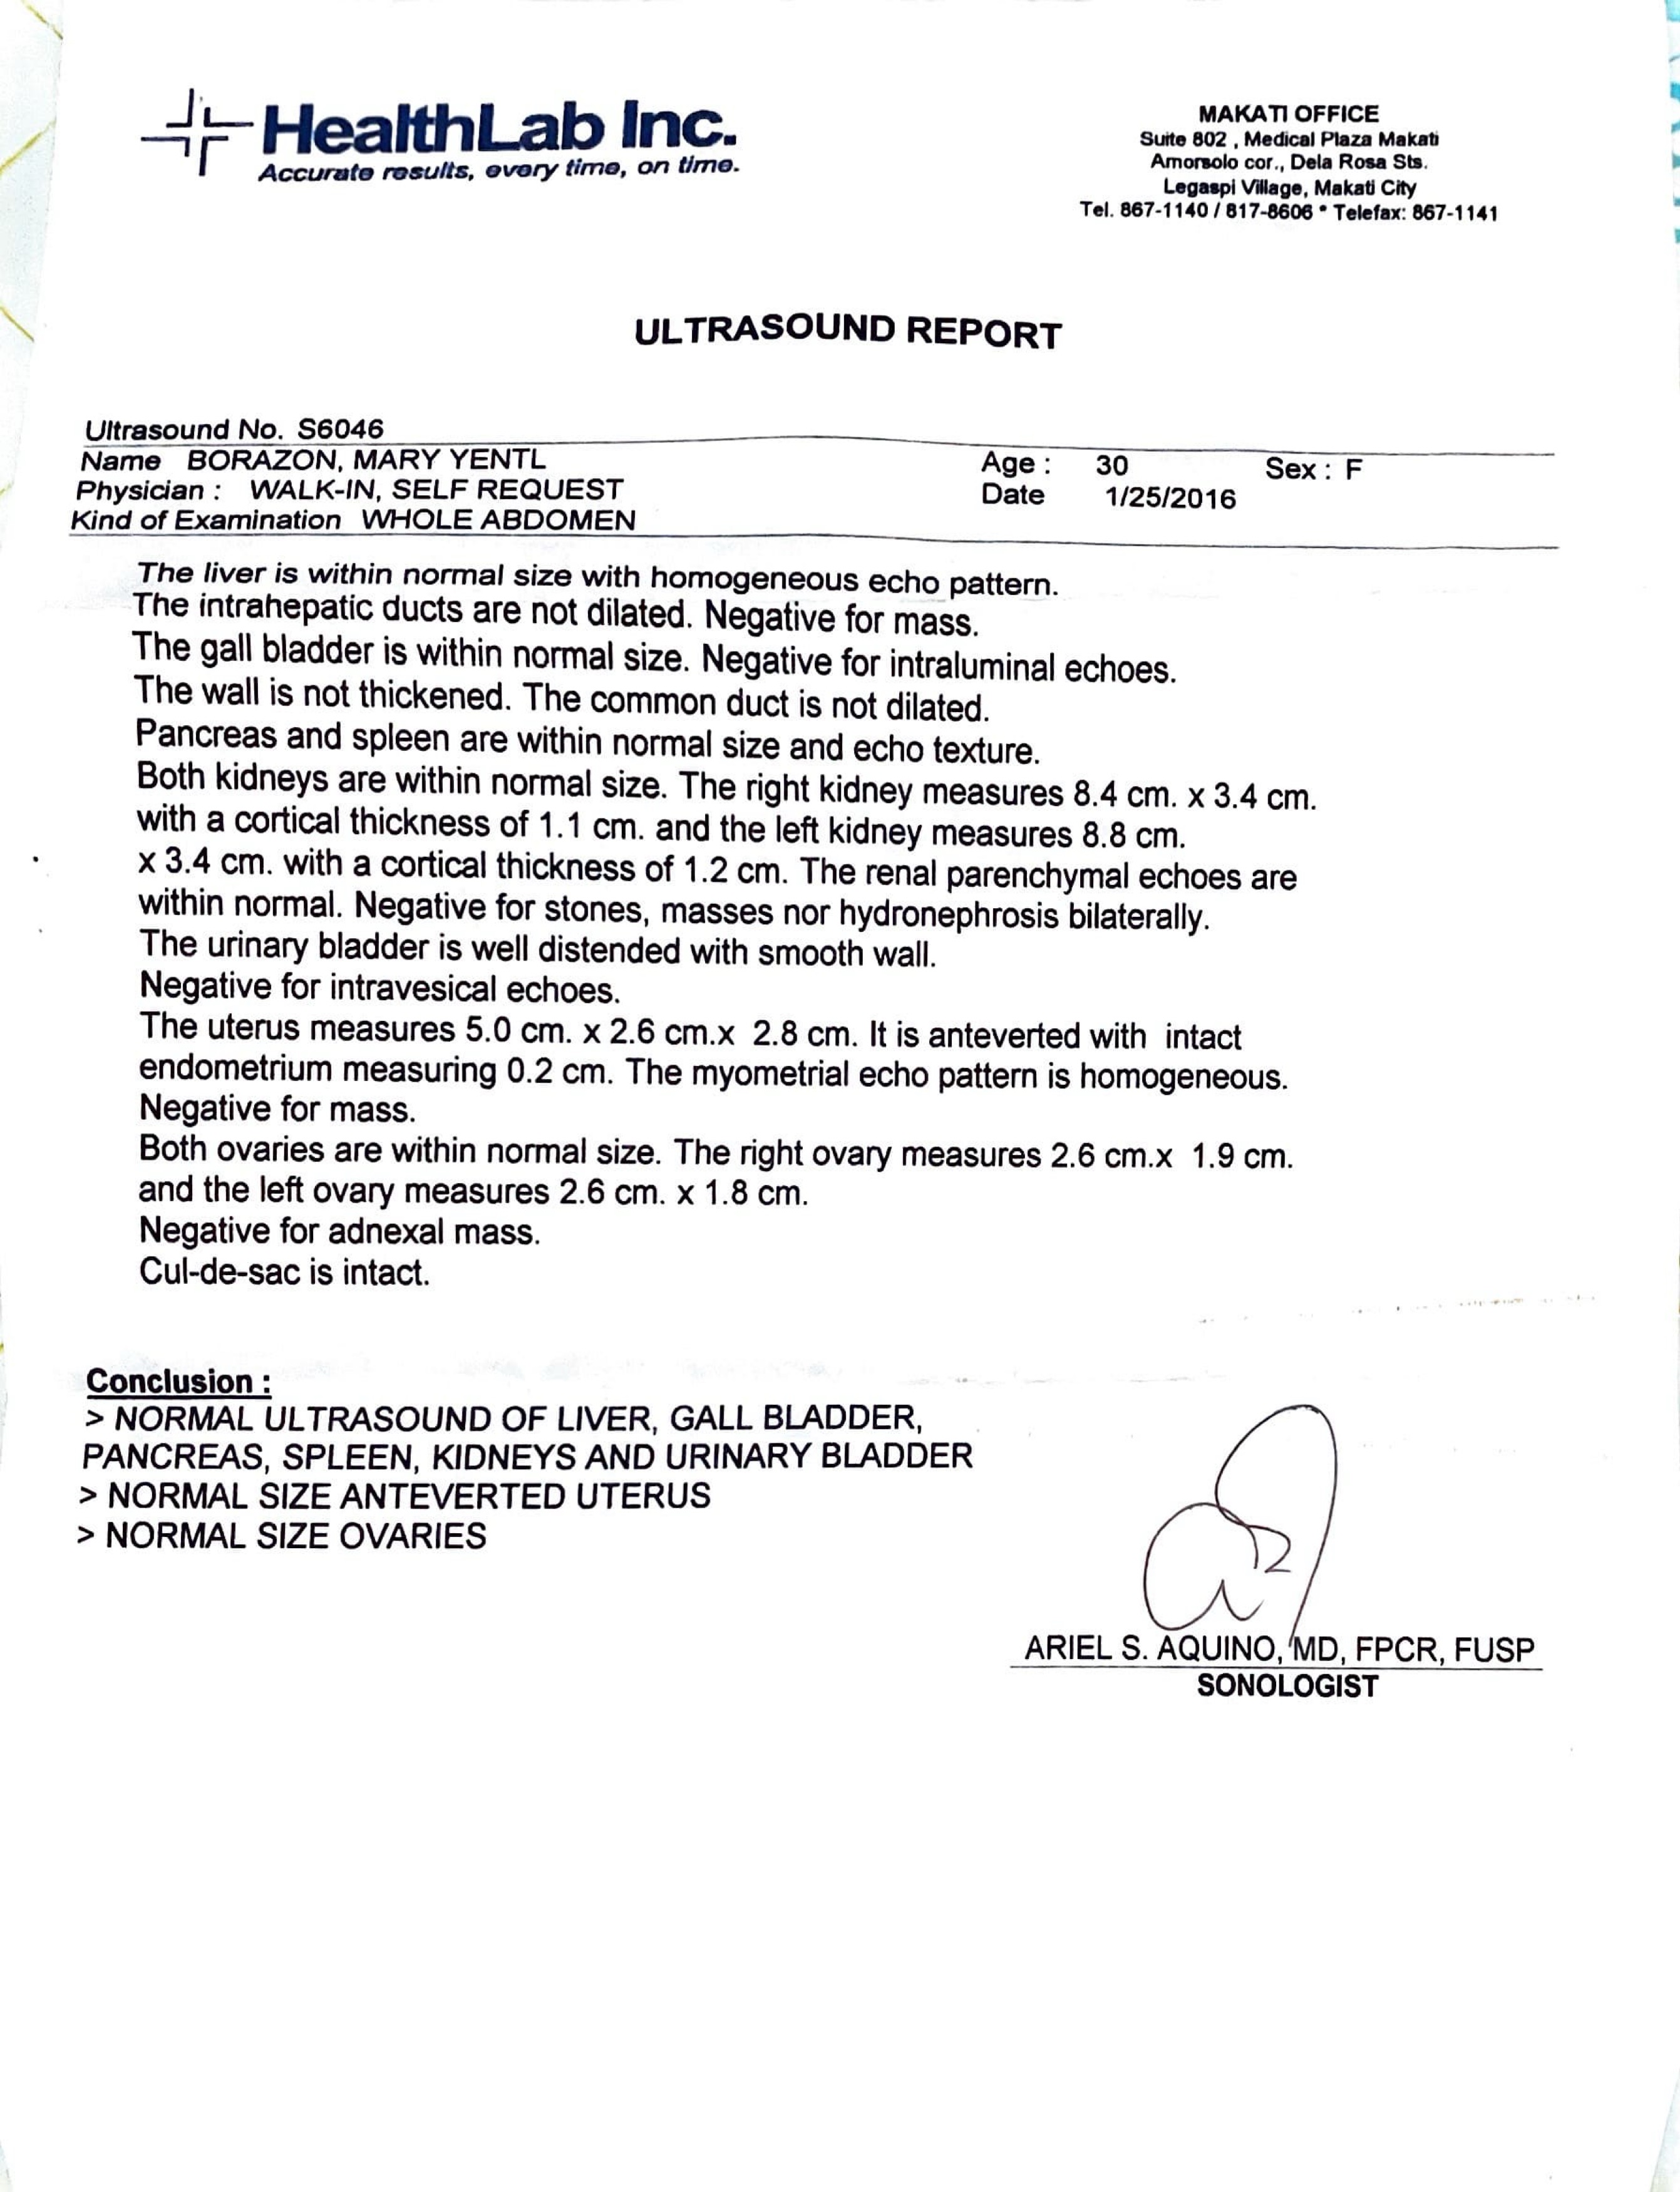 HealthLab Inc.
Accurate results, every time, on time.
MAKATI OFFICE
Suite 802 , Medical Plaza Makati
Amorsolo cor., Dela Rosa Sts.
Legaspi Village, Makati City
Tel. 867-1140 / 817-8606 * Telefax: 867-1141
ULTRASOUND REPORT
Ultrasound No. S6046
Name BORAZON, MARY YENTL Age : 30 Sex : F
Physician : WALK-IN, SELF REQUEST Date 1/25/2016
Kind of Examination WHOLE ABDOMEN
The liver is within normal size with homogeneous echo pattern.
The intrahepatic ducts are not dilated. Negative for mass.
The gall bladder is within normal size. Negative for intraluminal echoes.
The wall is not thickened. The common duct is not dilated.
Pancreas and spleen are within normal size and echo texture.
Both kidneys are within normal size. The right kidney measures 8.4 cm. x 3.4 cm.
with a cortical thickness of 1.1 cm. and the left kidney measures 8.8 cm.
x 3.4 cm. with a cortical thickness of 1.2 cm. The renal parenchymal echoes are
within normal. Negative for stones, masses nor hydronephrosis bilaterally.
The urinary bladder is well distended with smooth wall.
Negative for intravesical echoes.
The uterus measures 5.0 cm. x 2.6 cm.x 2.8 cm. It is anteverted with intact
endometrium measuring 0.2 cm. The myometrial echo pattern is homogeneous.
Negative for mass.
Both ovaries are within normal size. The right ovary measures 2.6 cm.x 1.9 cm.
and the left ovary measures 2.6 cm. x 1.8 cm.
Negative for adnexal mass.
Cul-de-sac is intact.
Conclusion :
> NORMAL ULTRASOUND OF LIVER, GALL BLADDER,
PANCREAS, SPLEEN, KIDNEYS AND URINARY BLADDER
> NORMAL SIZE ANTEVERTED UTERUS
> NORMAL SIZE OVARIES
ARIEL S. AQUINO, MD, FPCR, FUSP
SONOLOGIST